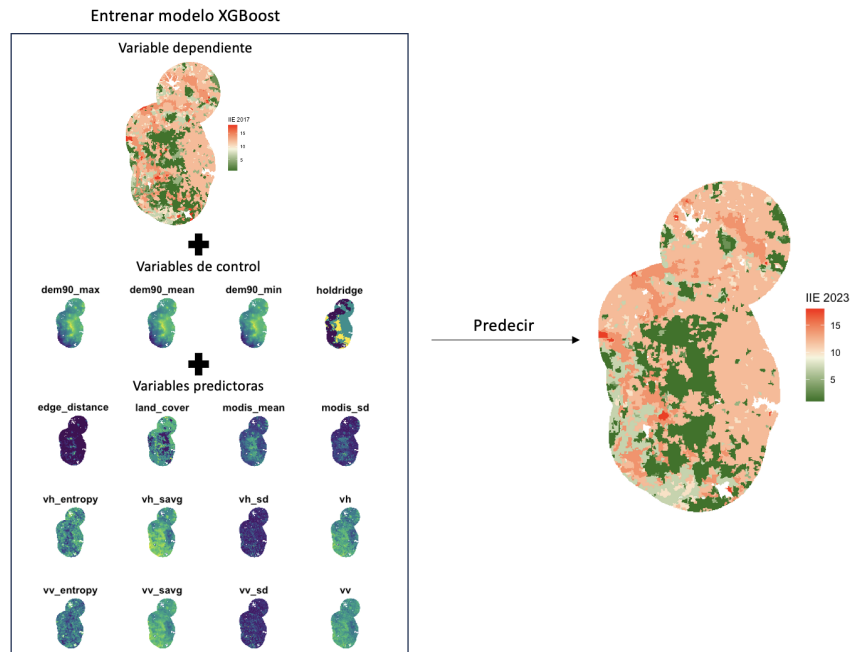 Entrenar modelo XGBoost
Variable dependiente
IIE 2017
15
10
5
Variables de control
dem90_max dem90_mean dem90_min holdridge
Variables predictoras
edge_distance land_cover modis_mean modis_sd
vh_entropy vh_savg vh_sd vh
vv_entropy vv_savg vv_sd vv
Predecir
IIE 2023
15
10
5